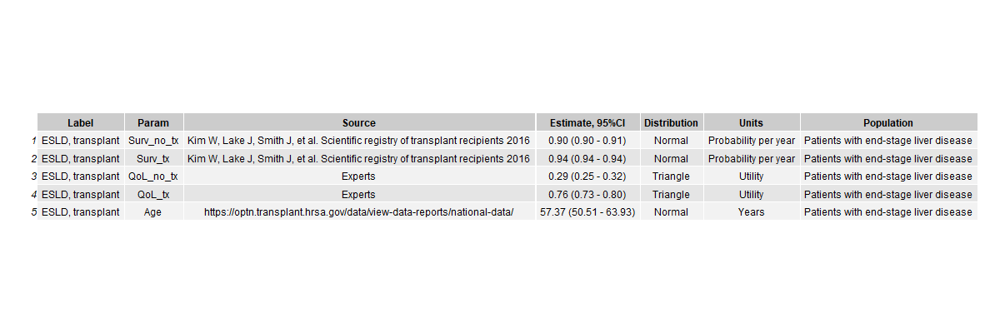 Label Param Source Estimate, 95%CI Distribution Units Population
1 ESLD, transplant Surv_no_tx Kim W, Lake J, Smith J, et al. Scientific registry of transplant recipients 2016 0.90 (0.90 - 0.91) Normal Probability per year Patients with end-stage liver disease
2 ESLD, transplant Surv_tx Kim W, Lake J, Smith J, et al. Scientific registry of transplant recipients 2016 0.94 (0.94 - 0.94) Normal Probability per year Patients with end-stage liver disease
3 ESLD, transplant QoL_no_tx Experts 0.29 (0.25 - 0.32) Triangle Utility Patients with end-stage liver disease
4 ESLD, transplant QoL_tx Experts 0.76 (0.73 - 0.80) Triangle Utility Patients with end-stage liver disease
5 ESLD, transplant Age https://optn.transplant.hrsa.gov/data/view-data-reports/national-data/ 57.37 (50.51 - 63.93) Normal Years Patients with end-stage liver disease